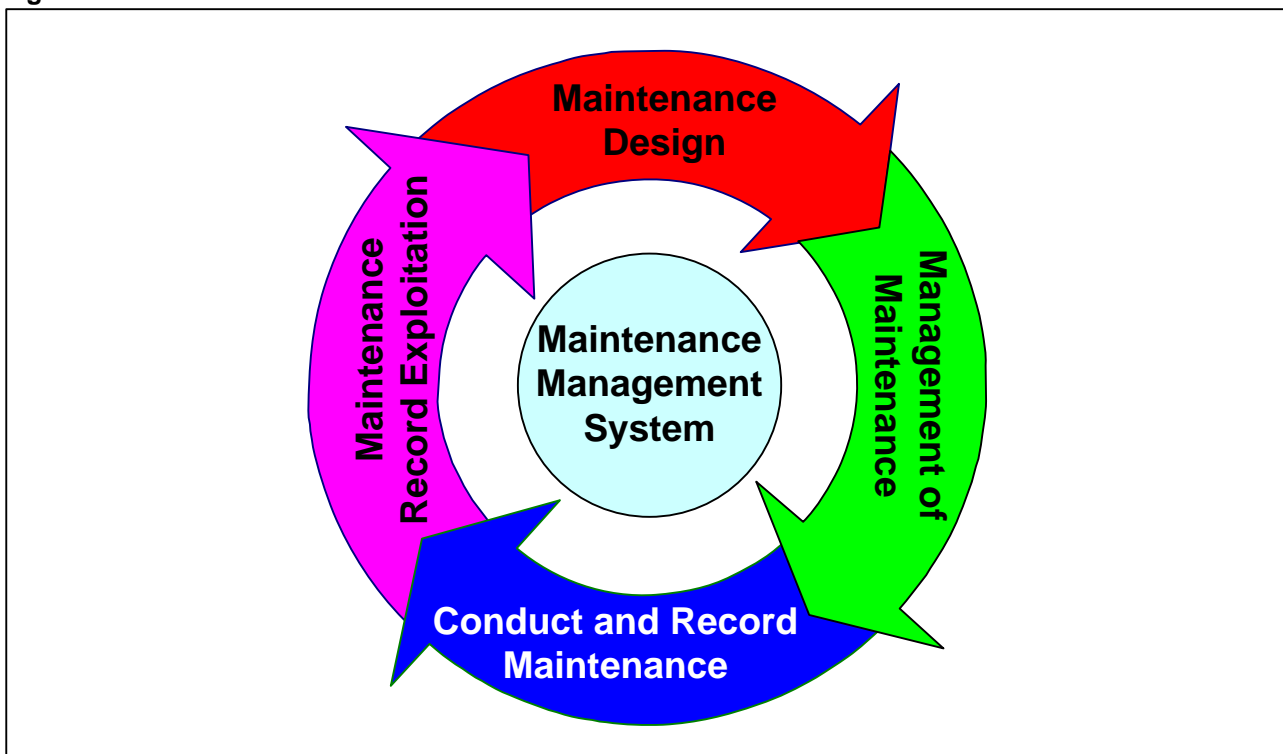 Maintenance
Design
Management of
Maintenance
Conduct and Record
Maintenance
Maintenance
Record Exploitation
Maintenance
Management
System